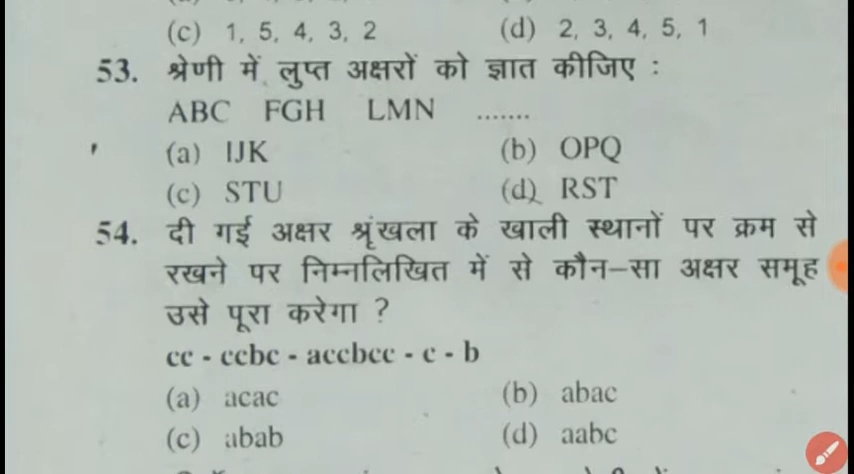 (c) 1, 5, 4, 3, 2 (d) 2, 3, 4, 5, 1
53. श्रेणी में लुप्त अक्षरों को ज्ञात कीजिए :
ABC FGH LMN .......
(a) IJK (b) OPQ
(c) STU (d) RST
54. दी गई अक्षर श्रृंखला के खाली स्थानों पर क्रम से
रखने पर निम्नलिखित में से कौन-सा अक्षर समूह
उसे पूरा करेगा ?
cc - ccbc - accbcc - c - b
(a) acac (b) abac
(c) abab (d) aabc